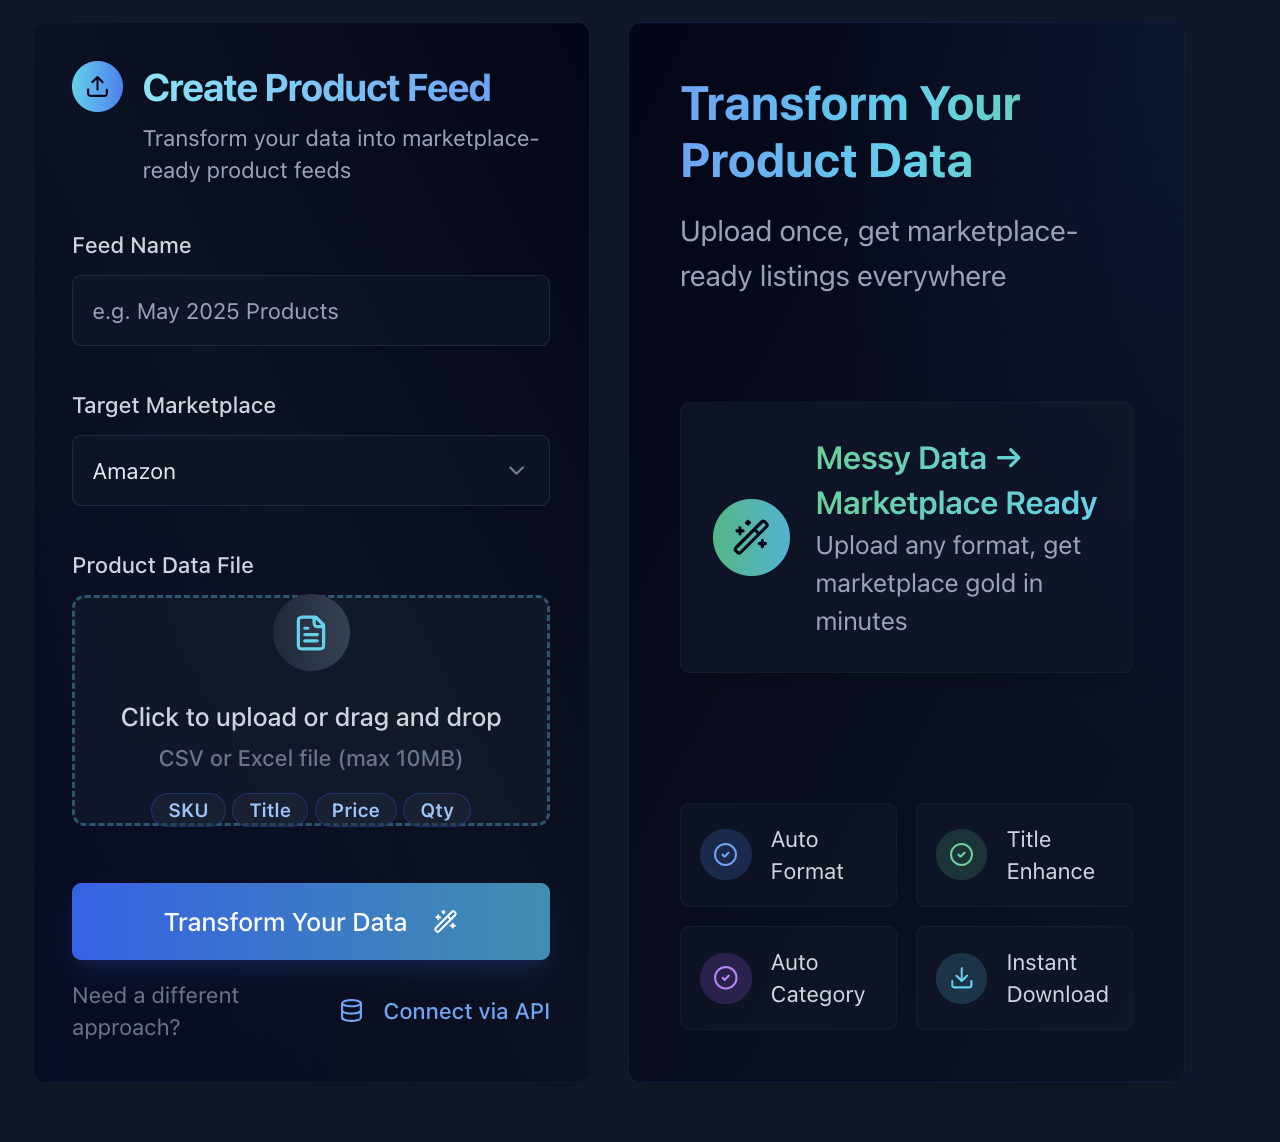 Create Product Feed
Transform your data into marketplace-
ready product feeds
Feed Name
e.g. May 2025 Products
Target Marketplace
Amazon
Product Data File
Click to upload or drag and drop
CSV or Excel file (max 10MB)
SKU Title Price Qty
Transform Your Data
Need a different
approach?
Connect via API
Transform Your
Product Data
Upload once, get marketplace-
ready listings everywhere
Messy Data →
Marketplace Ready
Upload any format, get
marketplace gold in
minutes
Auto
Format
Title
Enhance
Auto
Category
Instant
Download